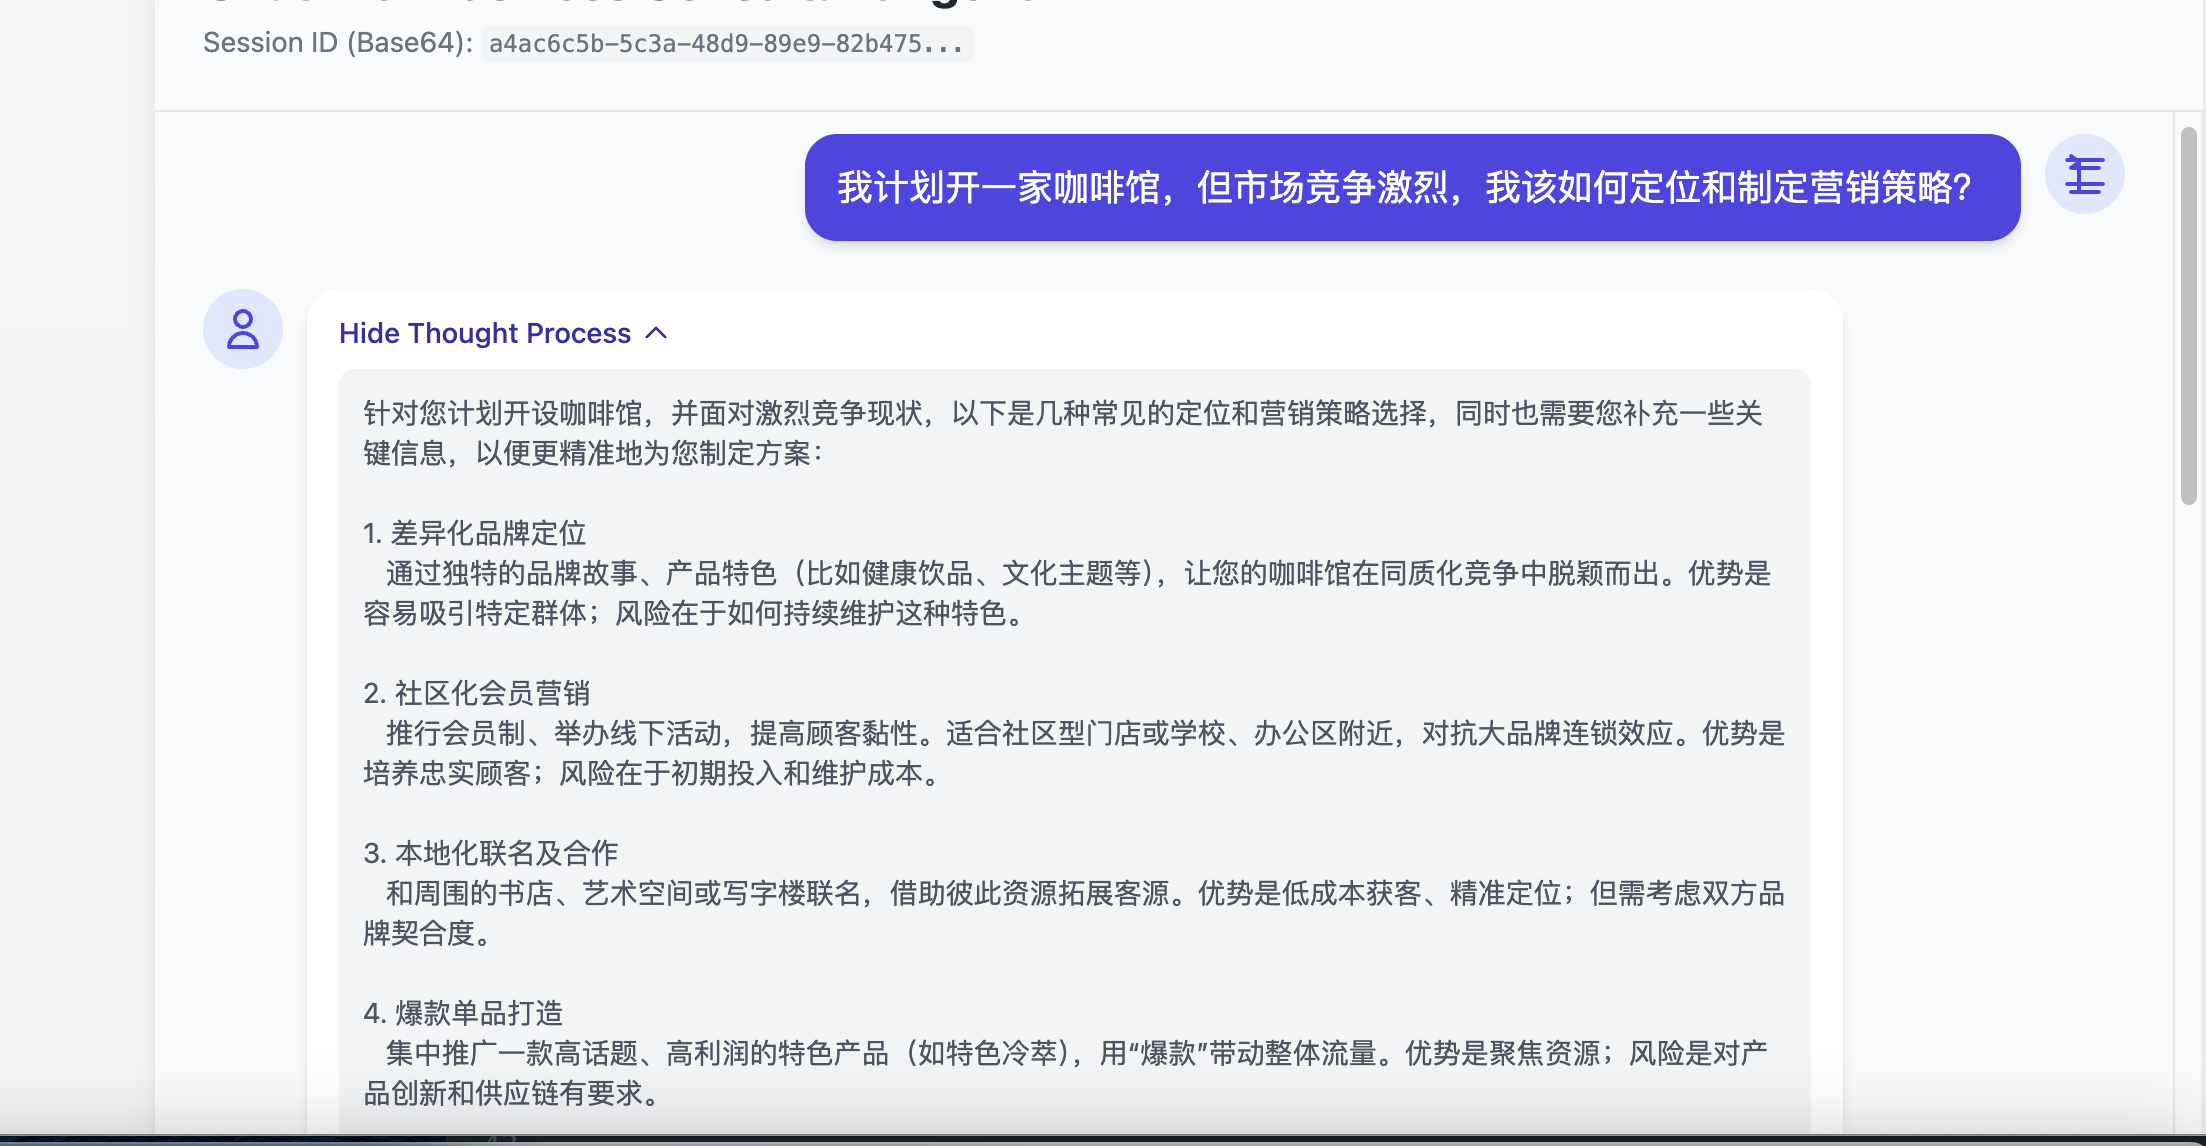 Session ID (Base64): a4ac6c5b-5c3a-48d9-89e9-82b475...
我计划开一家咖啡馆，但市场竞争激烈，我该如何定位和制定营销策略？
Hide Thought Process
针对您计划开设咖啡馆，并面对激烈竞争现状，以下是几种常见的定位和营销策略选择，同时也需要您补充一些关
键信息，以便更精准地为您制定方案：
1. 差异化品牌定位
通过独特的品牌故事、产品特色（比如健康饮品、文化主题等），让您的咖啡馆在同质化竞争中脱颖而出。优势是
容易吸引特定群体；风险在于如何持续维护这种特色。
2. 社区化会员营销
推行会员制、举办线下活动，提高顾客黏性。适合社区型门店或学校、办公区附近，对抗大品牌连锁效应。优势是
培养忠实顾客；风险在于初期投入和维护成本。
3. 本地化联名及合作
和周围的书店、艺术空间或写字楼联名，借助彼此资源拓展客源。优势是低成本获客、精准定位；但需考虑双方品
牌契合度。
4. 爆款单品打造
集中推广一款高话题、高利润的特色产品（如特色冷萃），用“爆款”带动整体流量。优势是聚焦资源；风险是对产
品创新和供应链有要求。